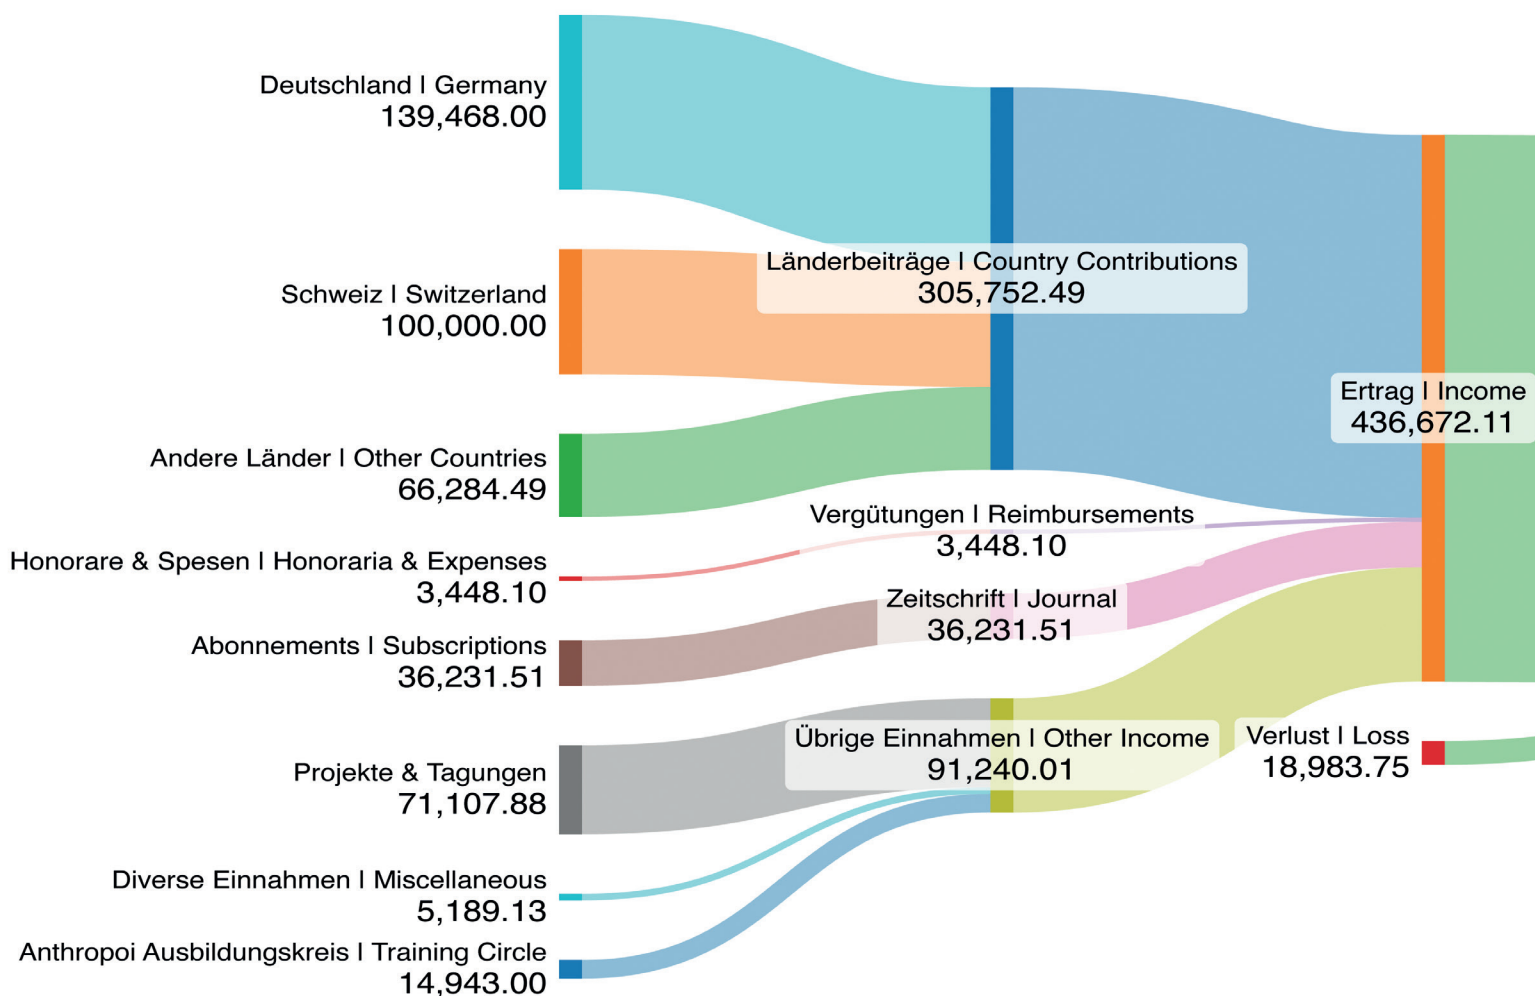 Deutschland | Germany
139,468.00
Schweiz | Switzerland
100,000.00
Andere Länder | Other Countries
66,284.49
Honorare & Spesen | Honoraria & Expenses
3,448.10
Abonnements | Subscriptions
36,231.51
Projekte & Tagungen
71,107.88
Diverse Einnahmen | Miscellaneous
5,189.13
Anthropoi Ausbildungskreis | Training Circle
14,943.00
Länderbeiträge | Country Contributions
305,752.49
Vergütungen | Reimbursements
3,448.10
Zeitschrift | Journal
36,231.51
Übrige Einnahmen | Other Income
91,240.01
Ertrag | Income
436,672.11
Verlust | Loss
18,983.75